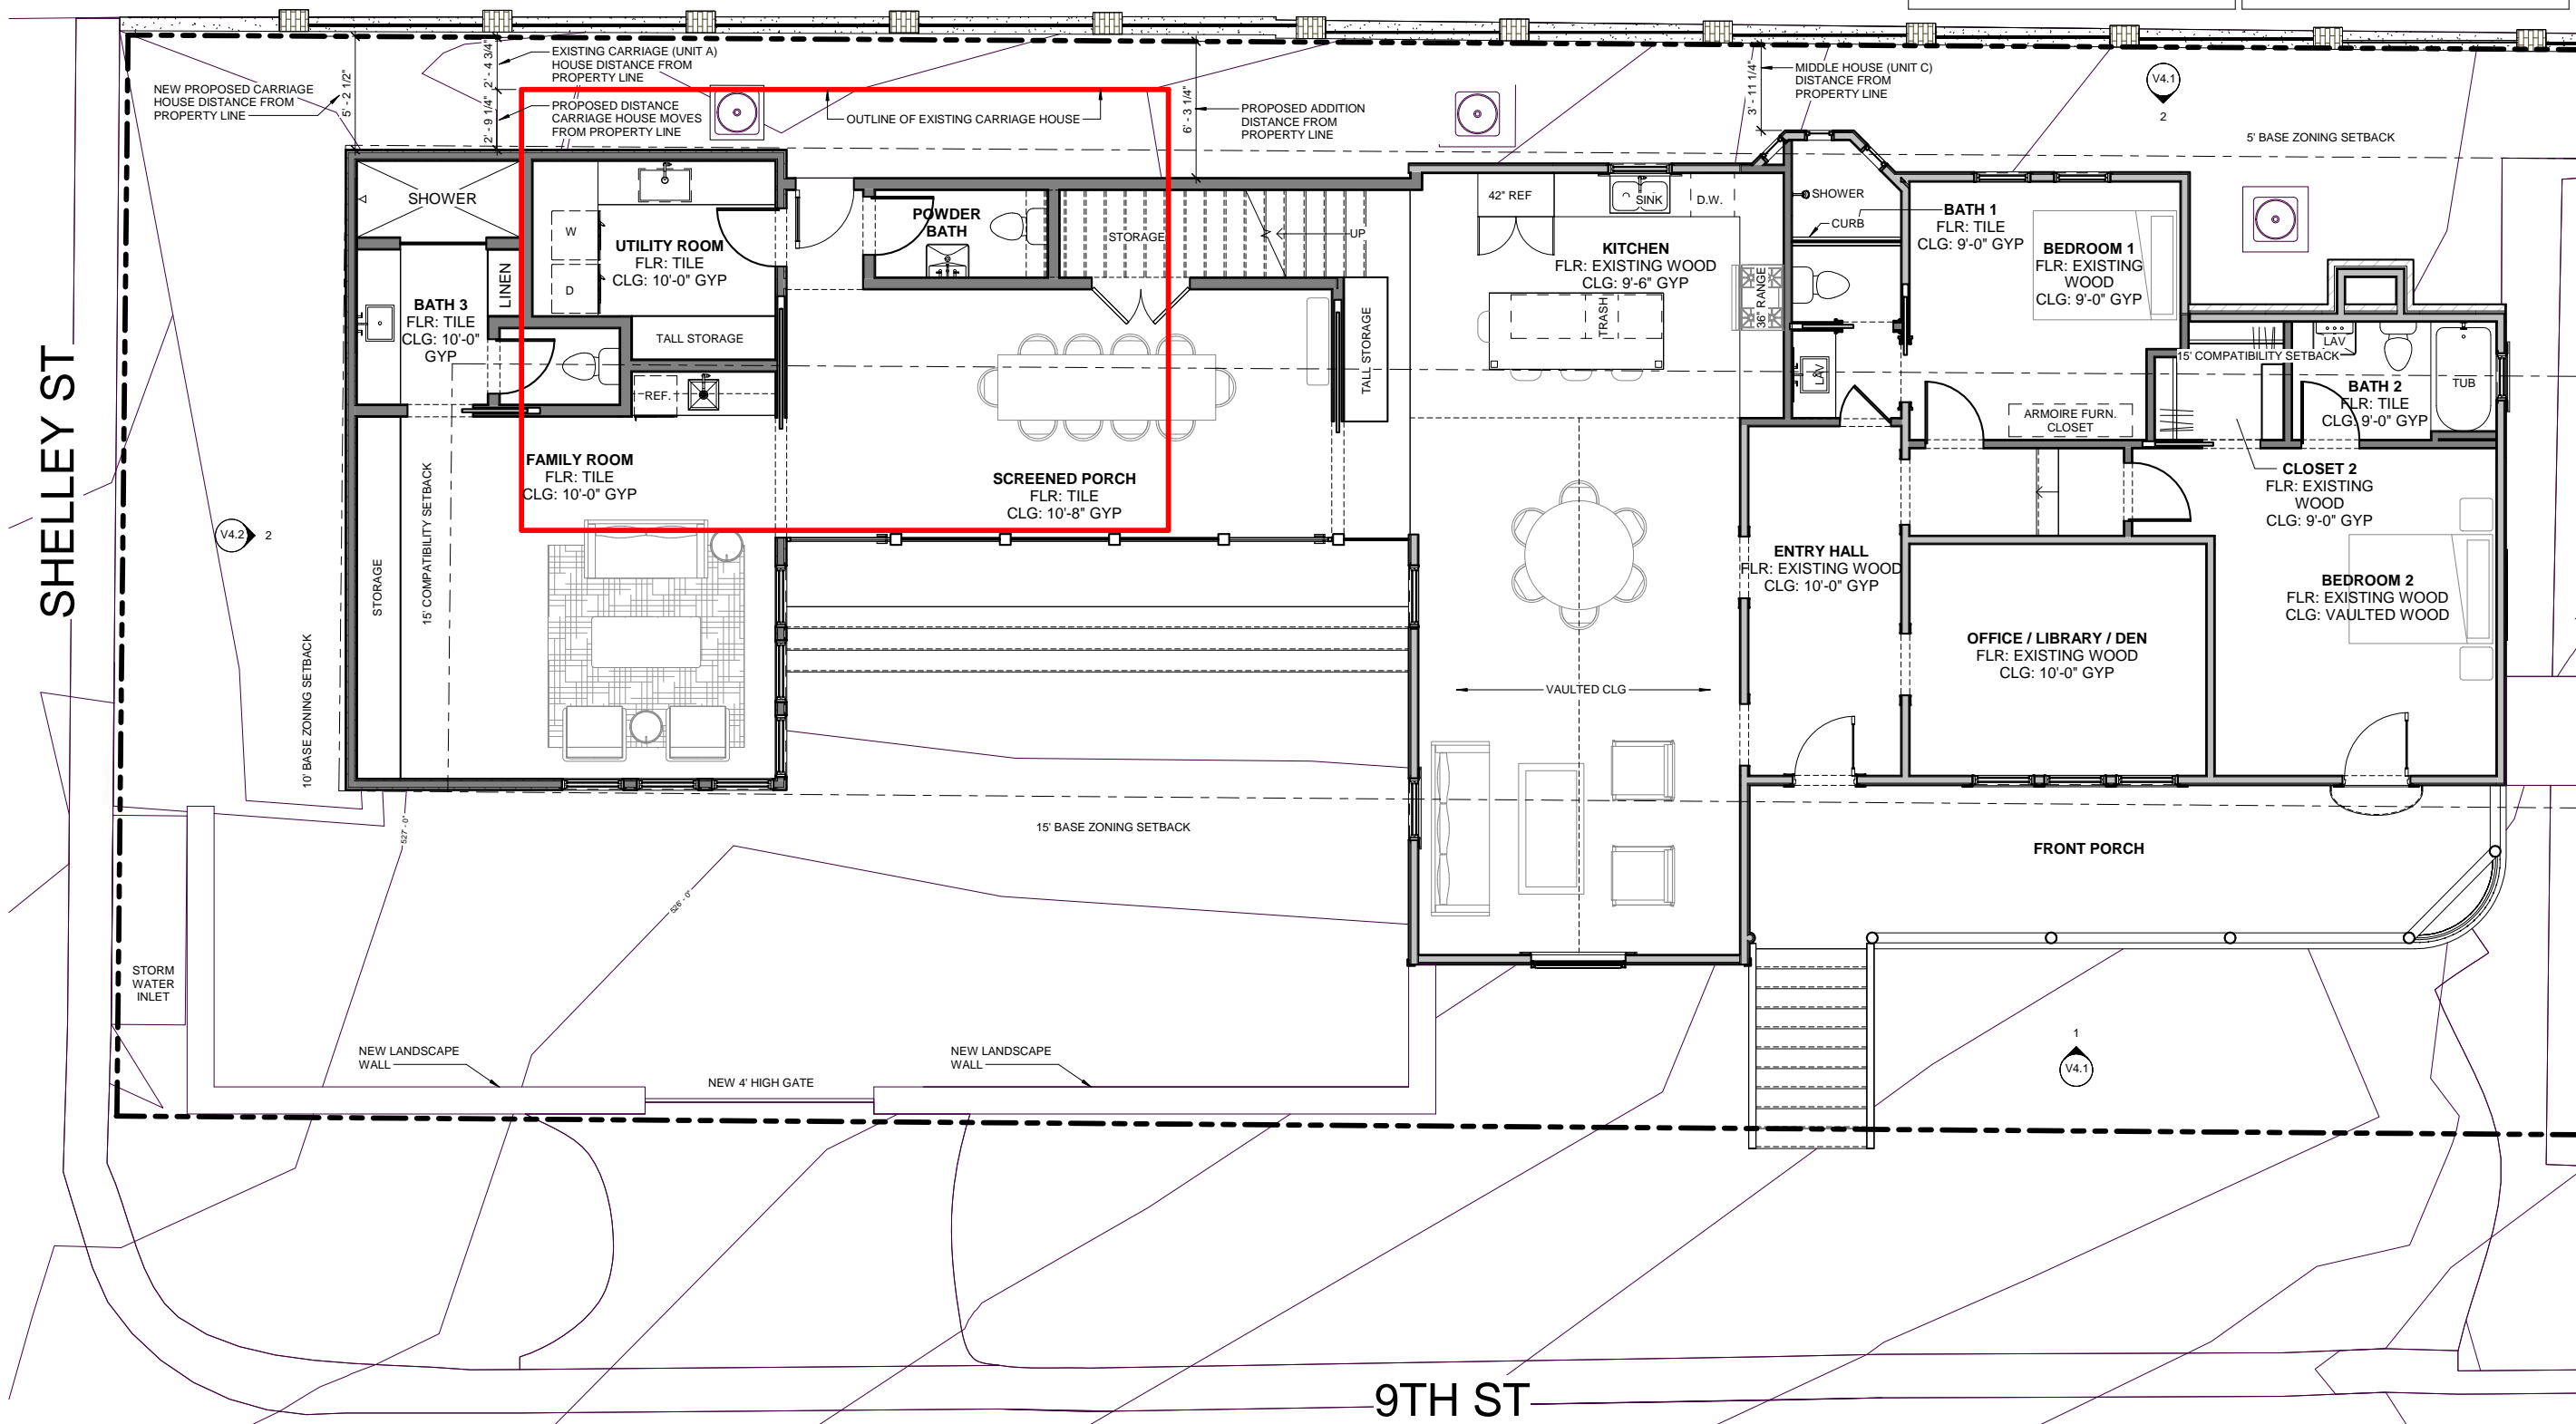 EXISTING CARRIAGE (UNIT A)
HOUSE DISTANCE FROM
PROPERTY LINE
2' - 4 3/4"
5' - 2 1/2"
NEW PROPOSED CARRIAGE
HOUSE DISTANCE FROM
PROPERTY LINE
2' - 9 1/4"
PROPOSED DISTANCE
CARRIAGE HOUSE MOVES
FROM PROPERTY LINE
OUTLINE OF EXISTING CARRIAGE HOUSE
6' - 3 1/4"
PROPOSED ADDITION
DISTANCE FROM
PROPERTY LINE
3' - 11 1/4"
MIDDLE HOUSE (UNIT C)
DISTANCE FROM
PROPERTY LINE
V4.1
2
5' BASE ZONING SETBACK
SHOWER
W
D
UTILITY ROOM
FLR: TILE
CLG: 10'-0" GYP
LINEN
BATH 3
FLR: TILE
CLG: 10'-0"
GYP
TALL STORAGE
REF.
POWDER
BATH
STORAGE
UP
TALL STORAGE
42" REF
SINK
D.W.
KITCHEN
FLR: EXISTING WOOD
CLG: 9'-6" GYP
TRASH
36" RANGE
SHOWER
CURB
LAV
BATH 1
FLR: TILE
CLG: 9'-0" GYP
BEDROOM 1
FLR: EXISTING
WOOD
CLG: 9'-0" GYP
15' COMPATIBILITY SETBACK
LAV
BATH 2
FLR: TILE
CLG: 9'-0" GYP
TUB
ARMOIRE FURN.
CLOSET
CLOSET 2
FLR: EXISTING
WOOD
CLG: 9'-0" GYP
SHELLEY ST
V4.2
2
FAMILY ROOM
FLR: TILE
CLG: 10'-0" GYP
SCREENED PORCH
FLR: TILE
CLG: 10'-8" GYP
STORAGE
15' COMPATIBILITY SETBACK
10' BASE ZONING SETBACK
ENTRY HALL
FLR: EXISTING WOOD
CLG: 10'-0" GYP
OFFICE / LIBRARY / DEN
FLR: EXISTING WOOD
CLG: 10'-0" GYP
BEDROOM 2
FLR: EXISTING WOOD
CLG: VAULTED WOOD
VAULTED CLG
527' - 0"
526' - 0"
15' BASE ZONING SETBACK
FRONT PORCH
STORM
WATER
INLET
NEW LANDSCAPE
WALL
NEW 4' HIGH GATE
NEW LANDSCAPE
WALL
1
V4.1
9TH ST